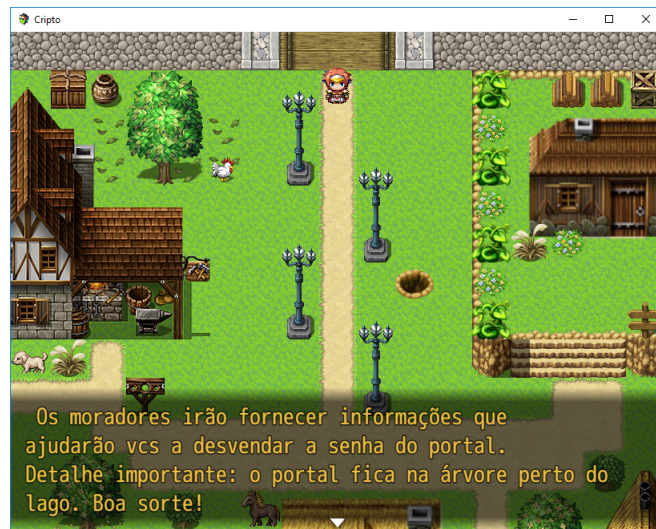 Cripto
Os moradores irão fornecer informações que
ajudarão vcs a desvendar a senha do portal.
Detalhe importante: o portal fica na árvore perto do
lago. Boa sorte!